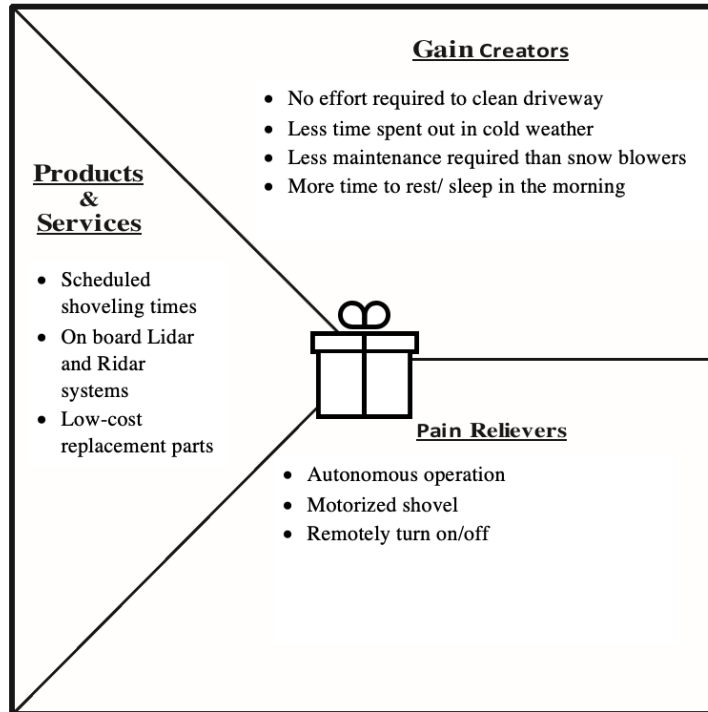 Gain Creators
• No effort required to clean driveway
• Less time spent out in cold weather
• Less maintenance required than snow blowers
• More time to rest/ sleep in the morning
Products
&
Services
• Scheduled
shoveling times
• On board Lidar
and Ridar
systems
• Low-cost
replacement parts
Pain Relievers
• Autonomous operation
• Motorized shovel
• Remotely turn on/off